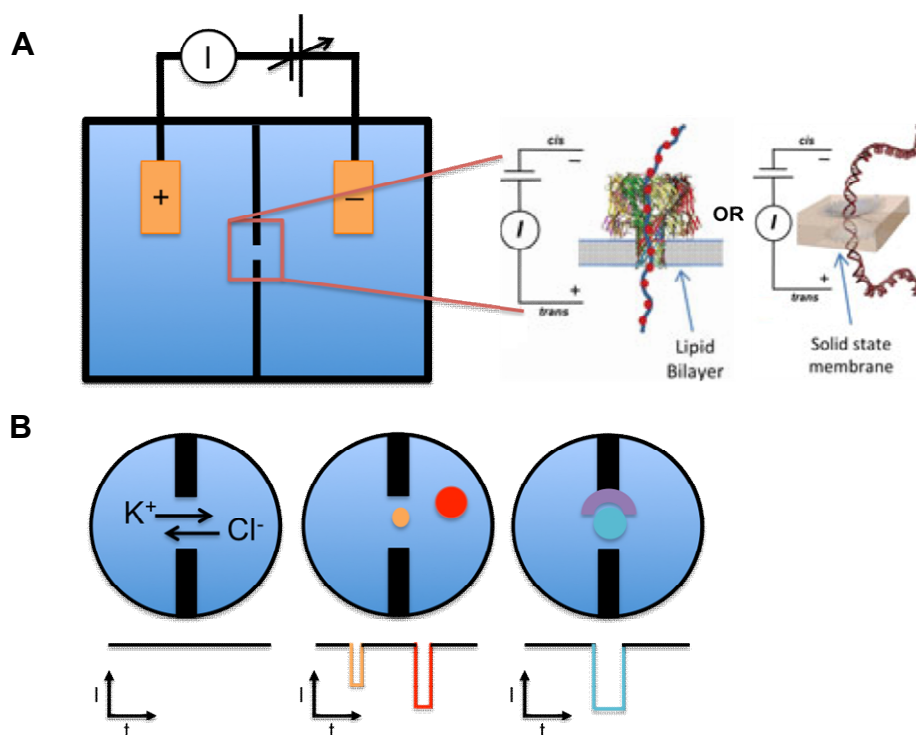 A
I
+
−
cis
−
I
+
trans
Lipid
Bilayer
OR
cis
−
I
+
trans
Solid state
membrane
B
K⁺
Cl⁻
I
t
I
t
I
t